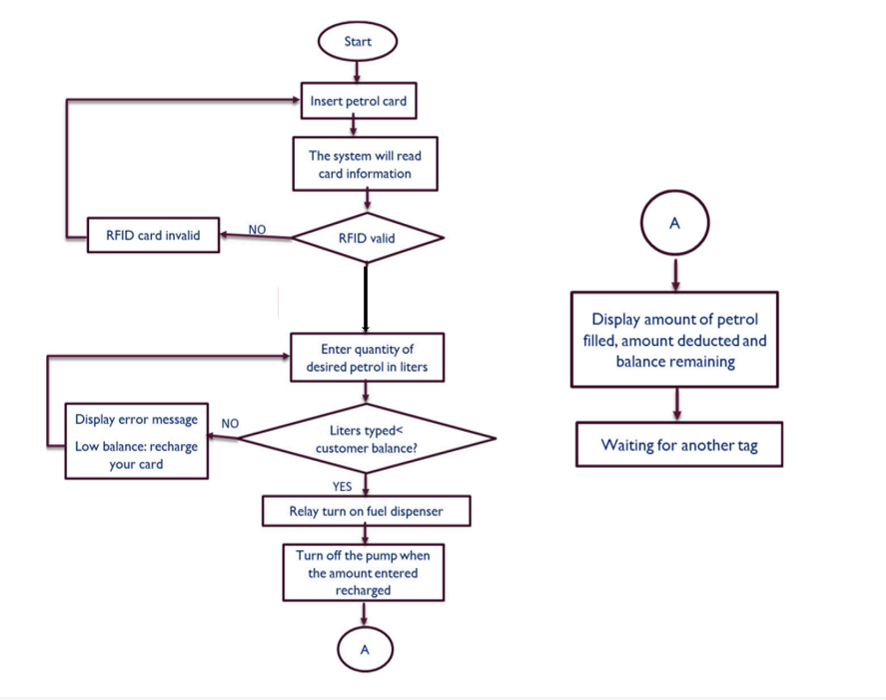 Start
Insert petrol card
The system will read
card information
NO
RFID card invalid
RFID valid
Enter quantity of
desired petrol in liters
NO
Display error message
Low balance: recharge
your card
Liters typed<
customer balance?
YES
Relay turn on fuel dispenser
Turn off the pump when
the amount entered
recharged
A
A
Display amount of petrol
filled, amount deducted and
balance remaining
Waiting for another tag